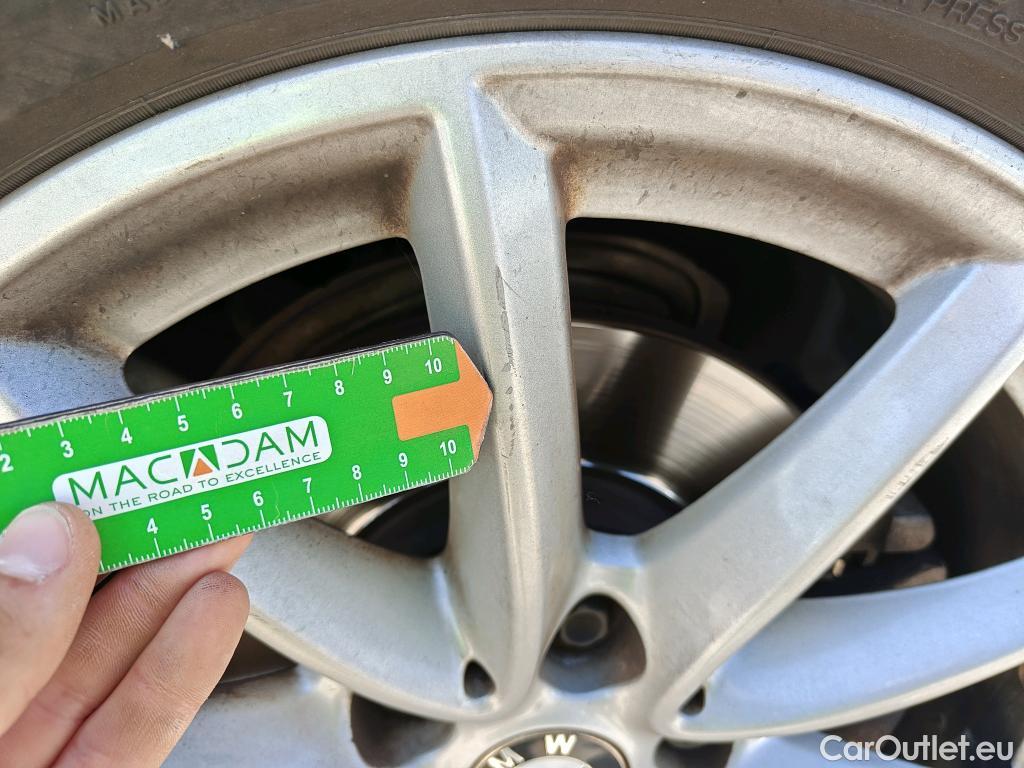 PRESS
2 3 4 5 6 7 8 9 10
MACADAM
ON THE ROAD TO EXCELLENCE
4 5 6 7 8 9 10
M W
CarOutlet.eu